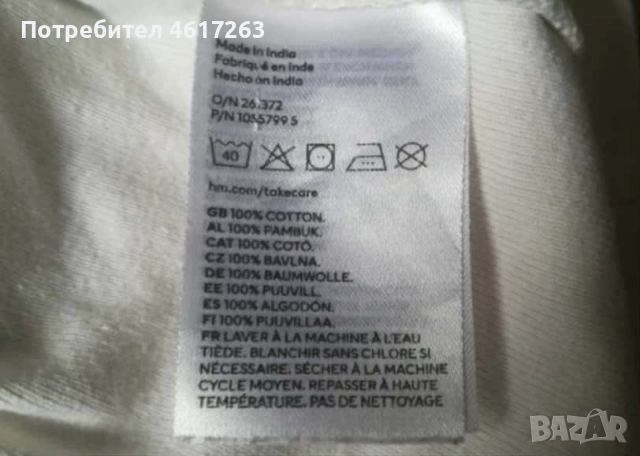 Потребител 4617263
Made in India
Fabriqué en Inde
Hecho en India
O/N 26.372
P/N 1055799 5
40
hm.com/takecare
GB 100% COTTON.
AL 100% PAMBUK.
CAT 100% COTÓ.
CZ 100% BAVLNA.
DE 100% BAUMWOLLE.
EE 100% PUUVILL.
ES 100% ALGODÓN.
FI 100% PUUVILLAA.
FR LAVER À LA MACHINE À L'EAU
TIÈDE. BLANCHIR SANS CHLORE SI
NÉCESSAIRE. SÉCHER À LA MACHINE
CYCLE MOYEN. REPASSER À HAUTE
TEMPÉRATURE. PAS DE NETTOYAGE
BAZAR